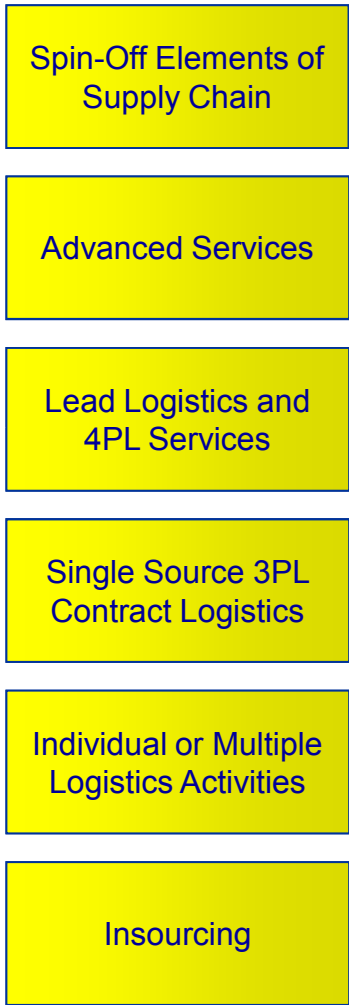 Spin-Off Elements of
Supply Chain
Advanced Services
Lead Logistics and
4PL Services
Single Source 3PL
Contract Logistics
Individual or Multiple
Logistics Activities
Insourcing